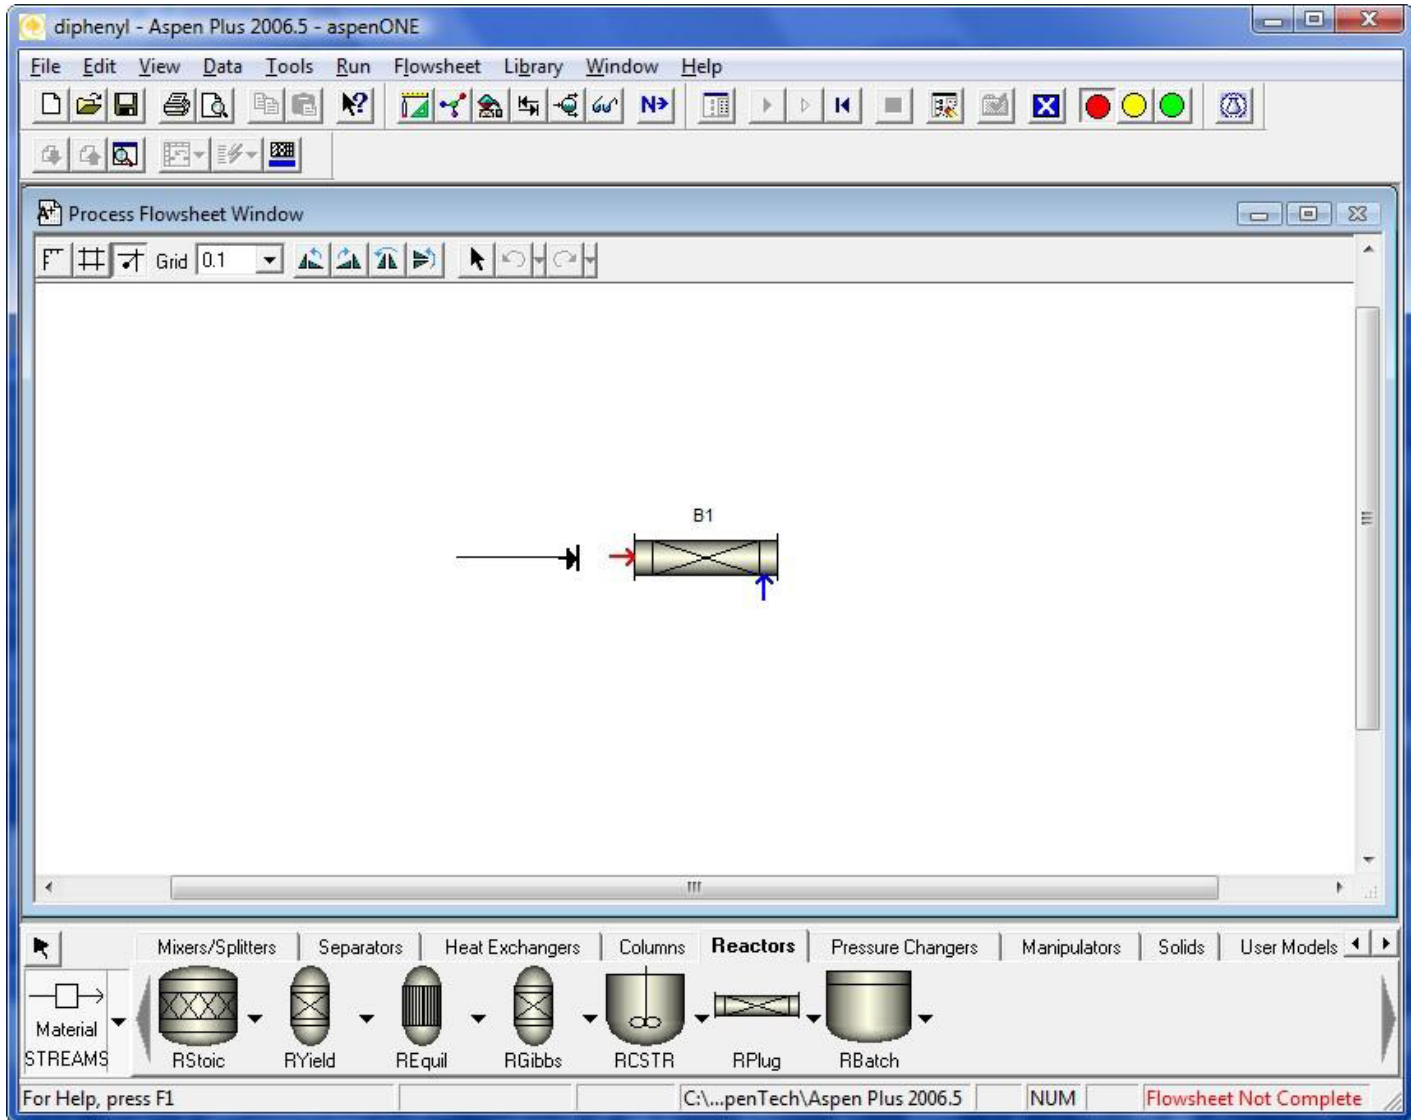 diphenyl - Aspen Plus 2006.5 - aspenONE
File Edit View Data Tools Run Flowsheet Library Window Help
N
Process Flowsheet Window
Grid 0.1
B1
Mixers/Splitters Separators Heat Exchangers Columns Reactors Pressure Changers Manipulators Solids User Models
Material
STREAMS
RStoic RYield REquil RGibbs RCSTR RPlug RBatch
For Help, press F1 C:\...penTech\Aspen Plus 2006.5 NUM Flowsheet Not Complete